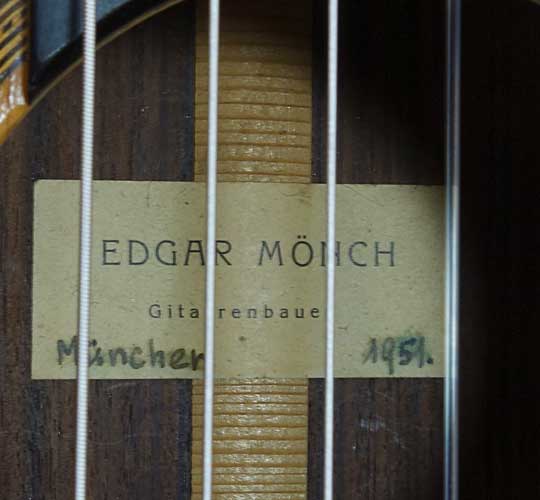 EDGAR MÖNCH
Gitarrenbauer
München 1951.